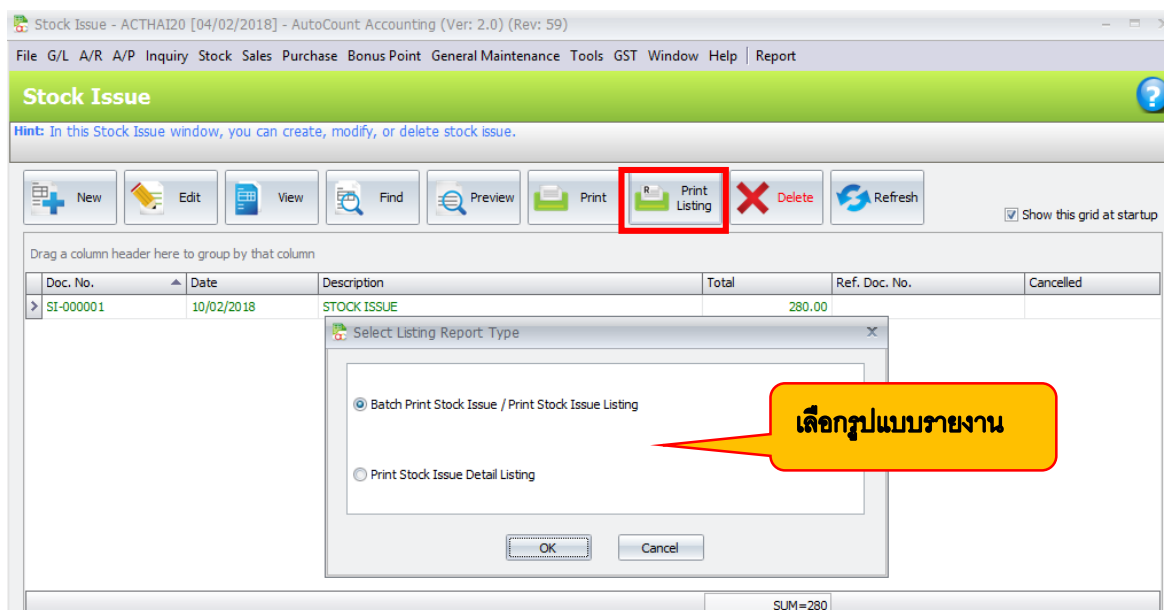 Stock Issue - ACTHAI20 [04/02/2018] - AutoCount Accounting (Ver: 2.0) (Rev: 59)
File G/L A/R A/P Inquiry Stock Sales Purchase Bonus Point General Maintenance Tools GST Window Help Report
Stock Issue
?
Hint: In this Stock Issue window, you can create, modify, or delete stock issue.
New Edit View Find Preview Print R Print Listing Delete Refresh
Show this grid at startup
Drag a column header here to group by that column
Doc. No. Date Description Total Ref. Doc. No. Cancelled
SI-000001 10/02/2018 STOCK ISSUE 280.00
Select Listing Report Type
Batch Print Stock Issue / Print Stock Issue Listing
เลือกรูปแบบรายงาน
Print Stock Issue Detail Listing
OK Cancel
SUM=280